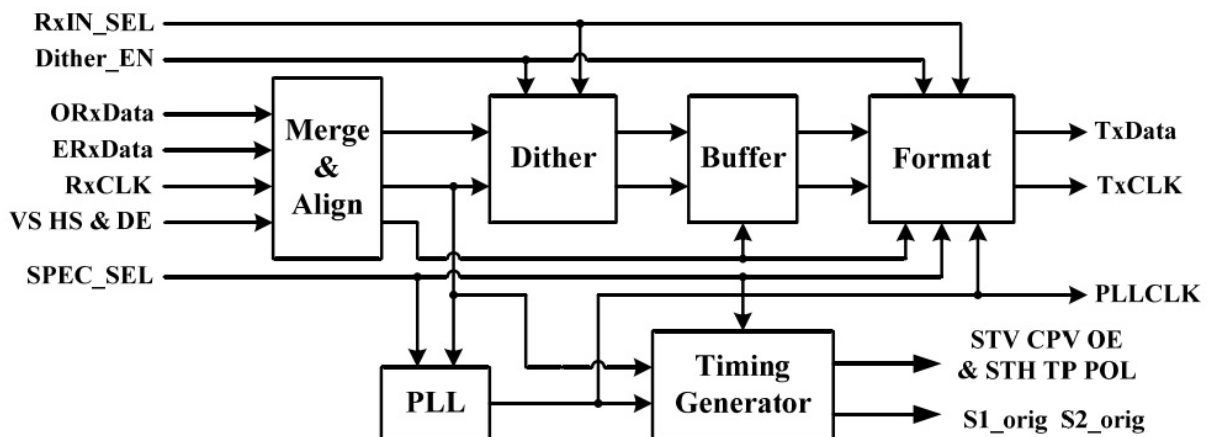 RxIN_SEL
Dither_EN
ORxData
ERxData
RxCLK
VS HS & DE
SPEC_SEL
Merge
&
Align
Dither
Buffer
Format
TxData
TxCLK
PLLCLK
PLL
Timing
Generator
STV CPV OE
& STH TP POL
S1_orig S2_orig